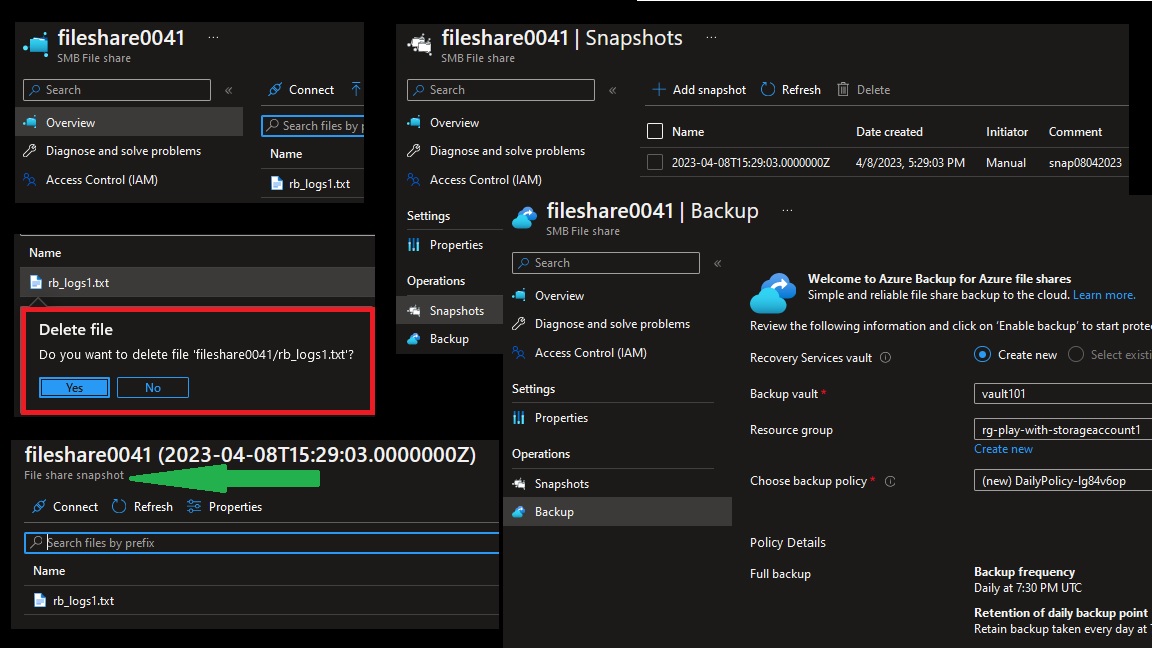 fileshare0041 ...
SMB File share
Search «
Connect
Overview
Search files by
Diagnose and solve problems
Name
Access Control (IAM)
rb_logs1.txt
Name
rb_logs1.txt
Delete file
Do you want to delete file 'fileshare0041/rb_logs1.txt'?
Yes No
fileshare0041 (2023-04-08T15:29:03.0000000Z)
File share snapshot
Connect Refresh Properties
Search files by prefix
Name
rb_logs1.txt
fileshare0041 | Snapshots ...
SMB File share
Search «
Add snapshot Refresh Delete
Overview
Diagnose and solve problems
Access Control (IAM)
Name Date created Initiator Comment
2023-04-08T15:29:03.0000000Z 4/8/2023, 5:29:03 PM Manual snap08042023
Settings
Properties
Operations
Snapshots
Backup
fileshare0041 | Backup ...
SMB File share
Search «
Overview
Diagnose and solve problems
Access Control (IAM)
Settings
Properties
Operations
Snapshots
Backup
Welcome to Azure Backup for Azure file shares
Simple and reliable file share backup to the cloud. Learn more.
Review the following information and click on 'Enable backup' to start
Recovery Services vault Create new Select
Backup vault * vault101
Resource group rg-play-with-storageaccount1
Create new
Choose backup policy * (new) DailyPolicy-lg84v6op
Policy Details
Full backup
Backup frequency
Daily at 7:30 PM UTC
Retention of daily backup point
Retain backup taken every day at